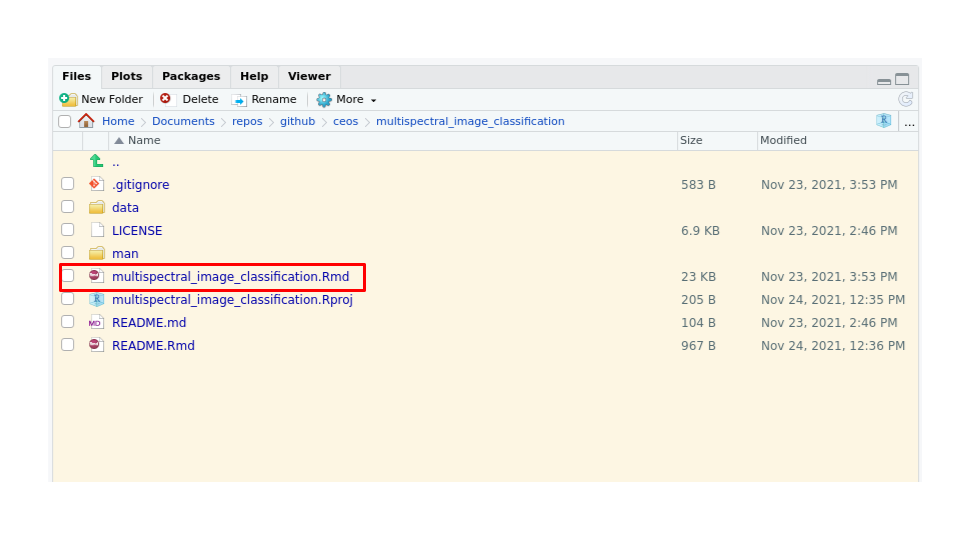 Files Plots Packages Help Viewer
New Folder Delete Rename More
Home Documents repos github ceos multispectral_image_classification ...
Name Size Modified
..
.gitignore 583 B Nov 23, 2021, 3:53 PM
data
LICENSE 6.9 KB Nov 23, 2021, 2:46 PM
man
multispectral_image_classification.Rmd 23 KB Nov 23, 2021, 3:53 PM
multispectral_image_classification.Rproj 205 B Nov 24, 2021, 12:35 PM
MD README.md 104 B Nov 23, 2021, 2:46 PM
README.Rmd 967 B Nov 24, 2021, 12:36 PM